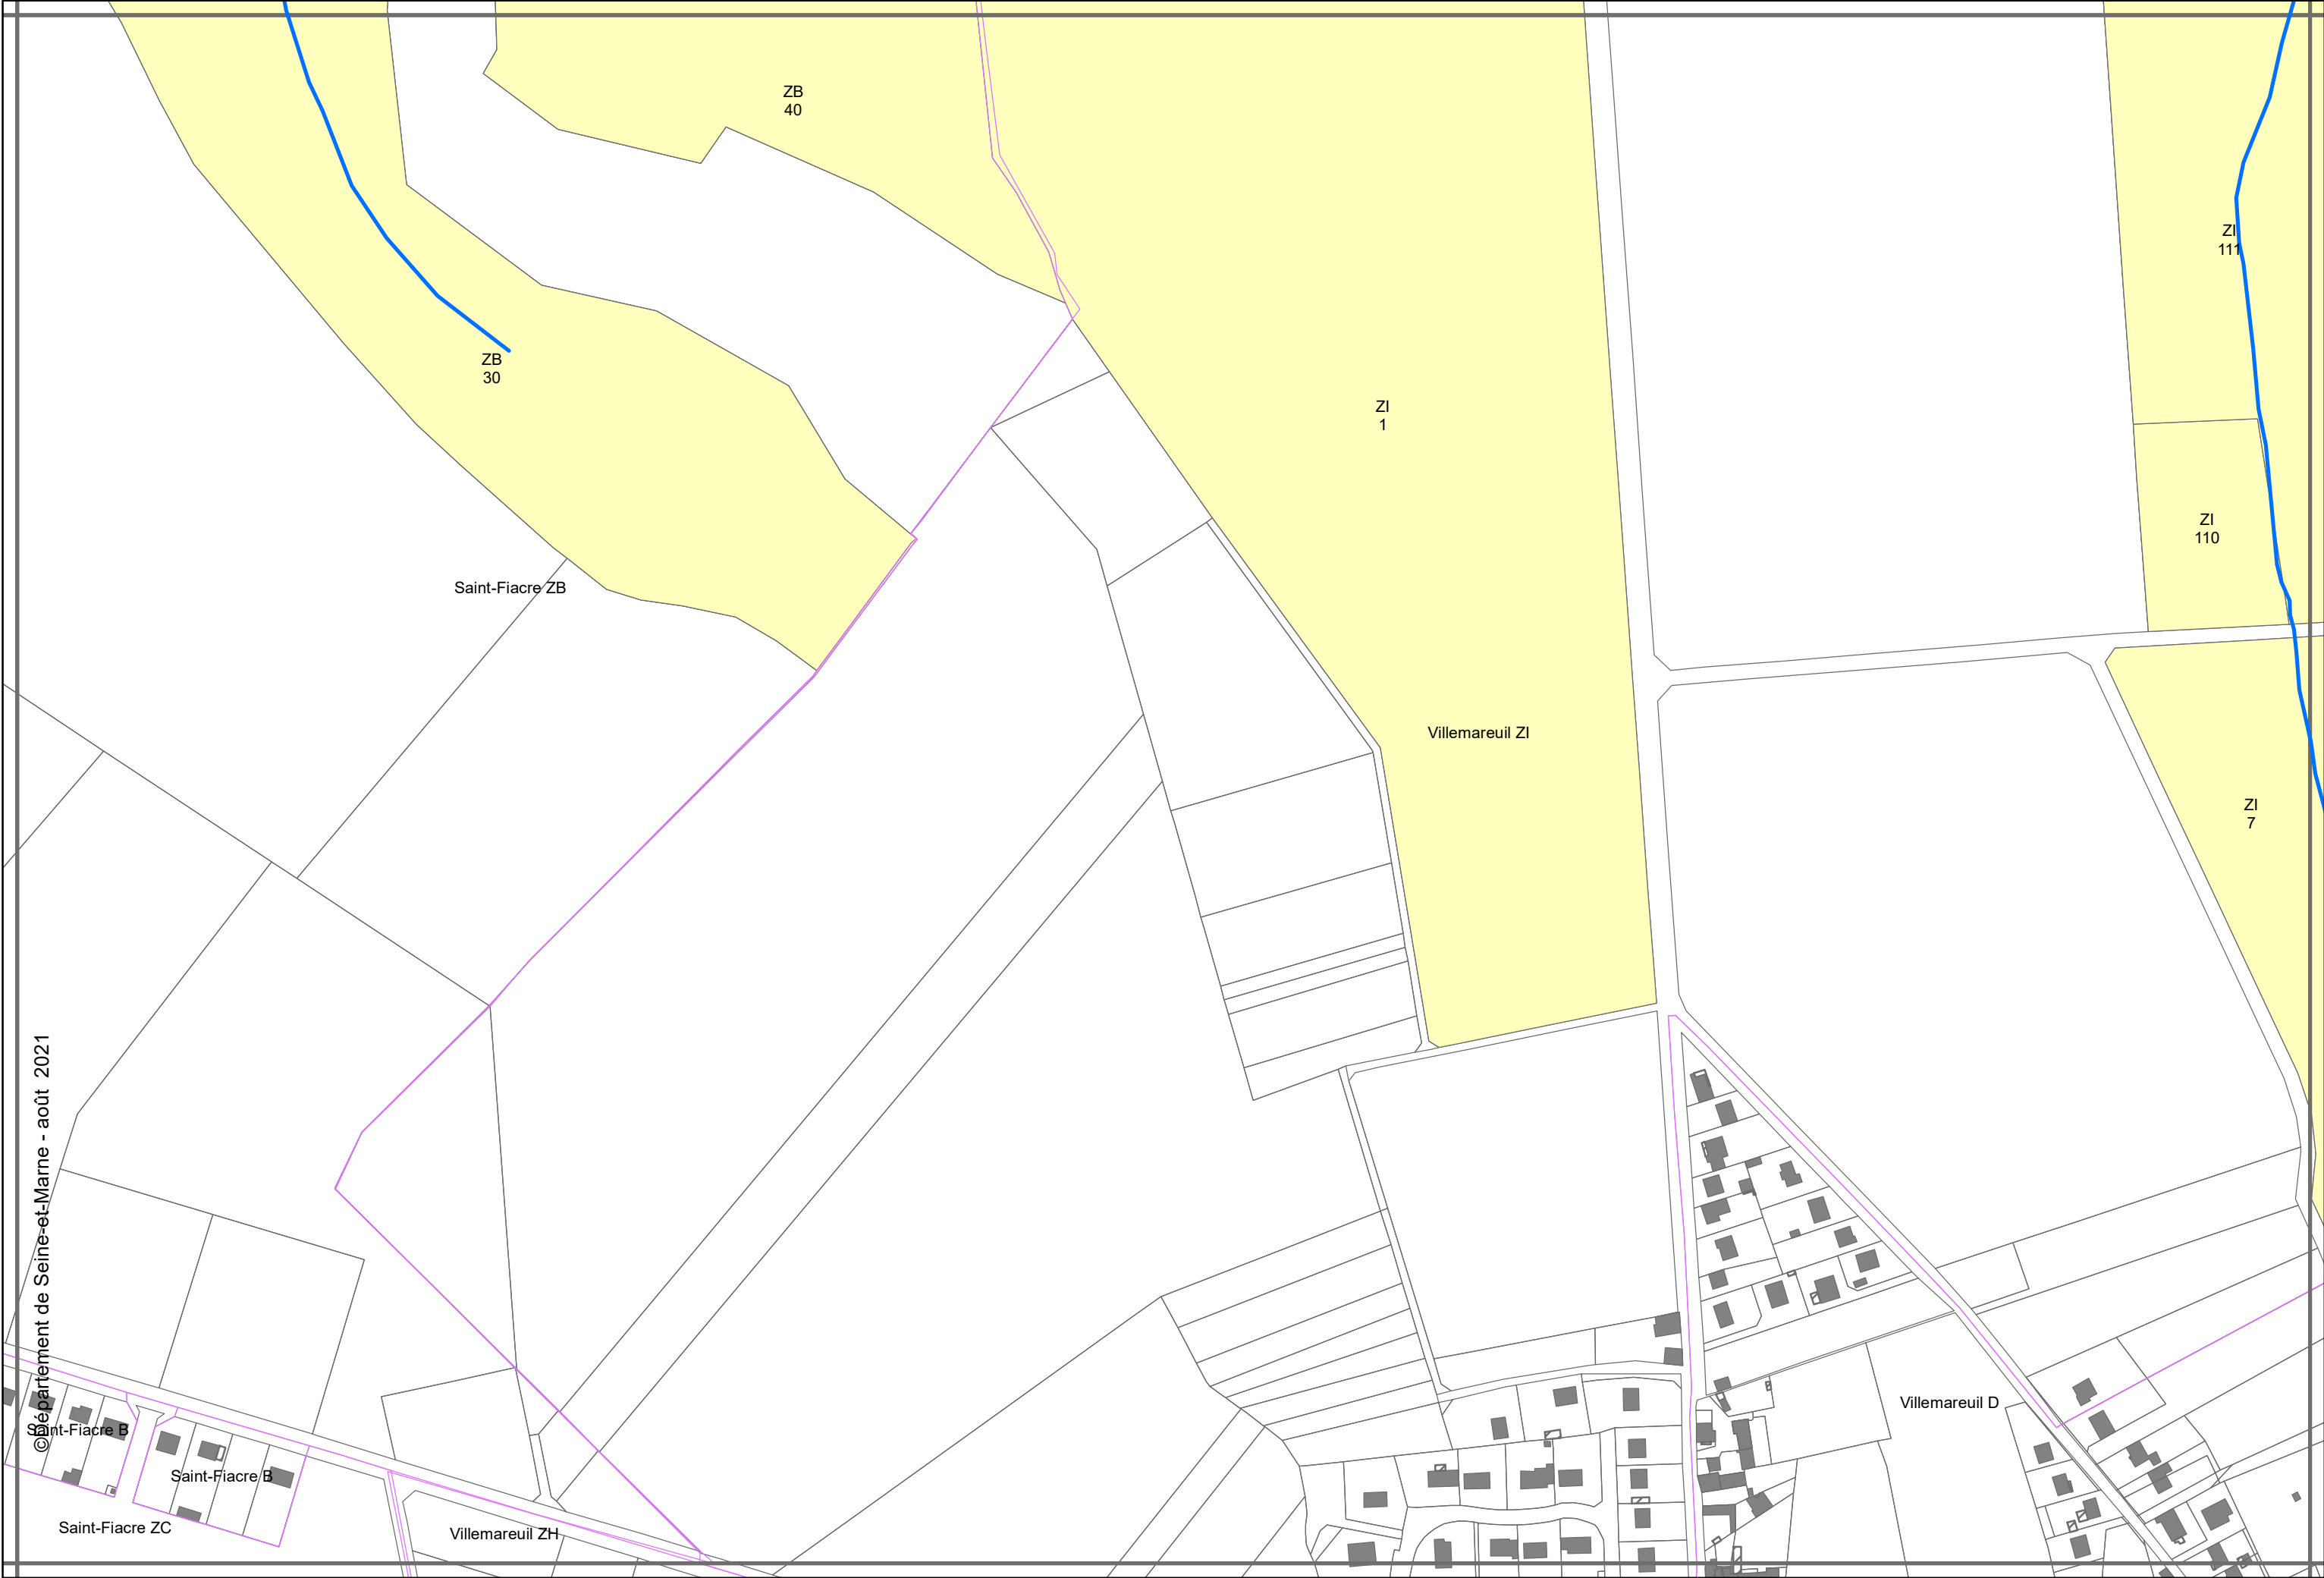 ZB
40
ZI
111
ZB
30
ZI
1
ZI
110
Saint-Fiacre ZB
Villemareuil ZI
ZI
7
©Département de Seine-et-Marne - août 2021
Villemareuil D
Saint-Fiacre B
Saint-Fiacre B
Saint-Fiacre ZC
Villemareuil ZH